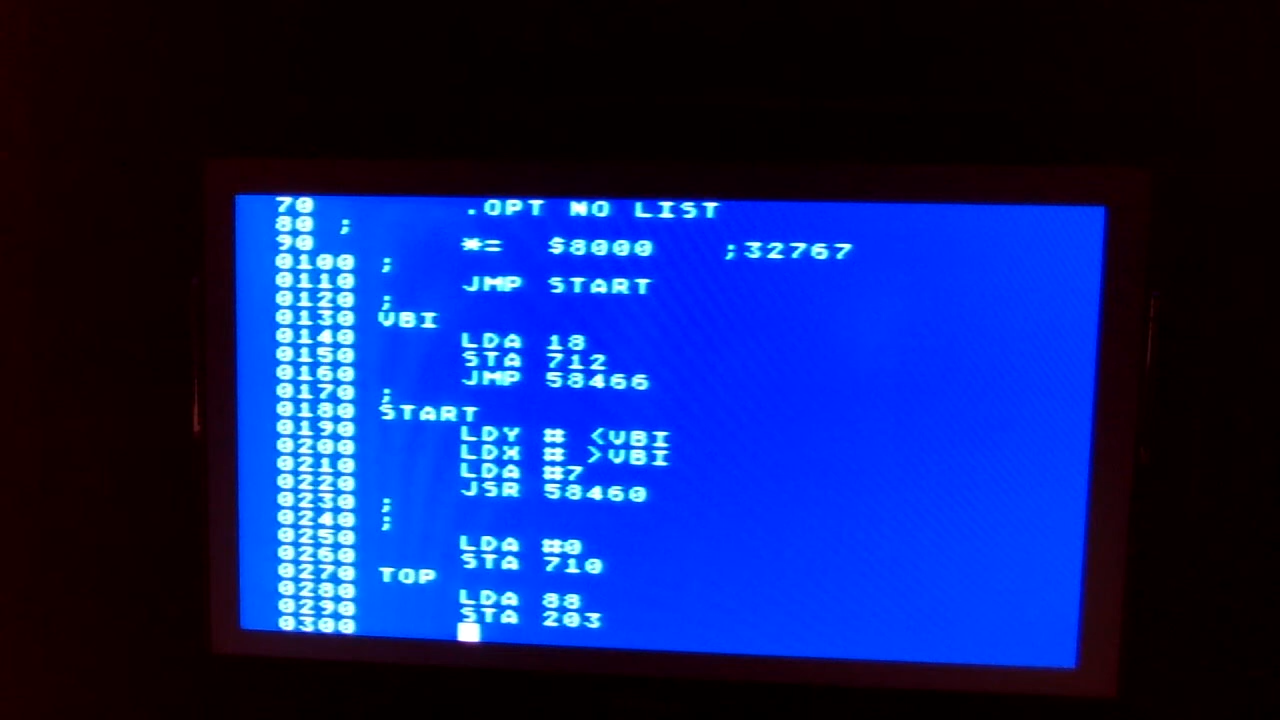 70 .OPT NO LIST
80 ;
90 *= $8000 ;32767
0100 ;
0110 JMP START
0120 ;
0130 VBI
0140 LDA 18
0150 STA 712
0160 JMP 58466
0170 ;
0180 START
0190 LDY # <VBI
0200 LDX # >VBI
0210 LDA #7
0220 JSR 58460
0230 ;
0240 ;
0250 LDA #0
0260 STA 710
0270 TOP
0280 LDA 88
0290 STA 203
0300